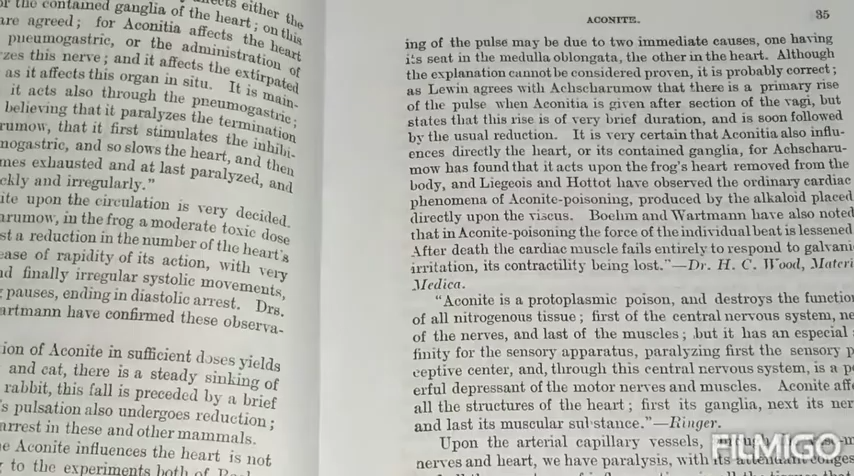 or the contained ganglia of the heart; on this
are agreed; for Aconitia affects the heart
pneumogastric, or the administration of
zes this nerve; and it affects the extirpated
as it affects this organ in situ. It is main-
it acts also through the pneumogastric;
believing that it paralyzes the termination
rumow, that it first stimulates the inhibi-
mogastric, and so slows the heart, and then
mes exhausted and at last paralyzed, and
ckly and irregularly."
ite upon the circulation is very decided.
arumow, in the frog a moderate toxic dose
st a reduction in the number of the heart's
ease of rapidity of its action, with very
nd finally irregular systolic movements,
pauses, ending in diastolic arrest. Drs.
artmann have confirmed these observa-
tion of Aconite in sufficient doses yields
and cat, there is a steady sinking of
rabbit, this fall is preceded by a brief
's pulsation also undergoes reduction;
arrest in these and other mammals.
e Aconite influences the heart is not
to the experiments both of
ACONITE. 35
ing of the pulse may be due to two immediate causes, one having
its seat in the medulla oblongata, the other in the heart. Although
the explanation cannot be considered proven, it is probably correct;
as Lewin agrees with Achscharumow that there is a primary rise
of the pulse when Aconitia is given after section of the vagi, but
states that this rise is of very brief duration, and is soon followed
by the usual reduction. It is very certain that Aconitia also influ-
ences directly the heart, or its contained ganglia, for Achscharu-
mow has found that it acts upon the frog's heart removed from the
body, and Liegeois and Hottot have observed the ordinary cardiac
phenomena of Aconite-poisoning, produced by the alkaloid placed
directly upon the viscus. Boehm and Wartmann have also noted
that in Aconite-poisoning the force of the individual beat is lessened
After death the cardiac muscle fails entirely to respond to galvani
irritation, its contractility being lost."—Dr. H. C. Wood, Materi
Medica.
"Aconite is a protoplasmic poison, and destroys the function
of all nitrogenous tissue; first of the central nervous system, ne
of the nerves, and last of the muscles; but it has an especial
finity for the sensory apparatus, paralyzing first the sensory p
ceptive center, and, through this central nervous system, is a po
erful depressant of the motor nerves and muscles. Aconite affe
all the structures of the heart; first its ganglia, next its ner
and last its muscular substance."—Ringer.
Upon the arterial capillary vessels,
nerves and heart, we have paralysis, with its attendant conges
FILMIGO